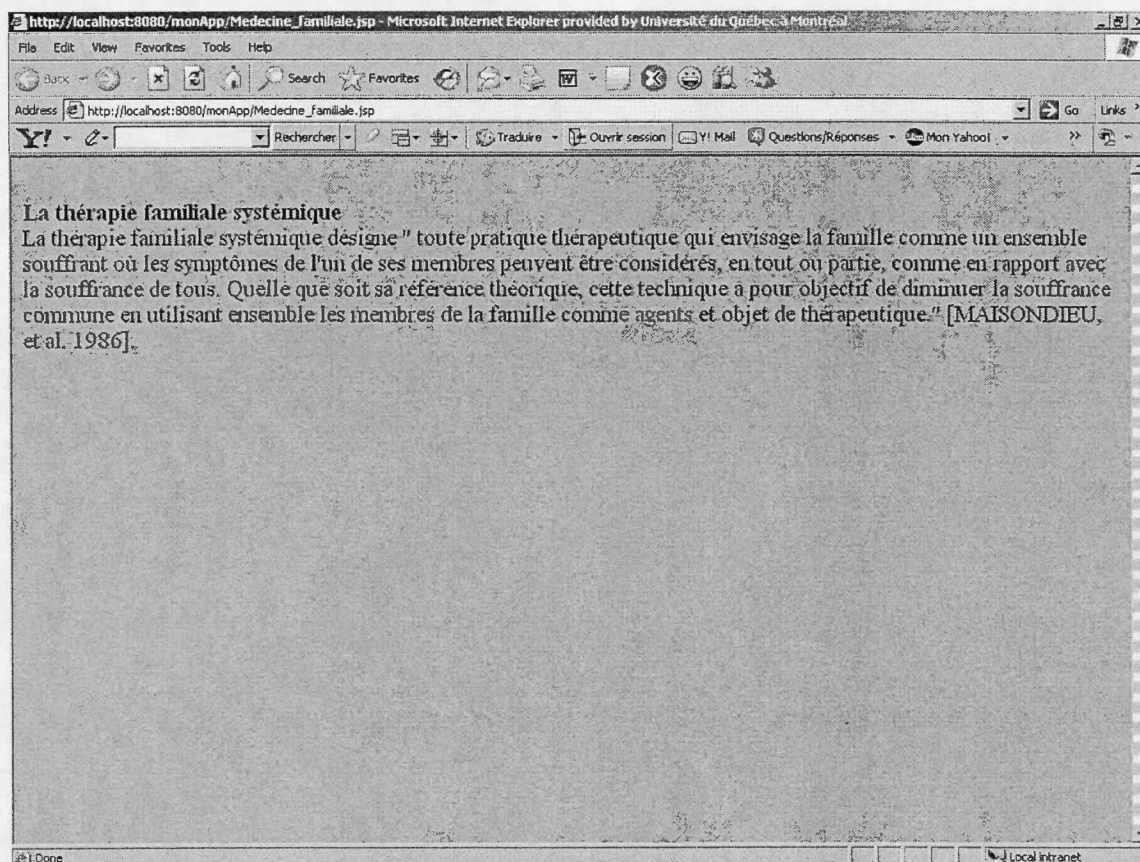 http://localhost:8080/monApp/Medecine_familiale.jsp - Microsoft Internet Explorer provided by Université du Québec à Montréal
File Edit View Favorites Tools Help
Back Search Favorites
Address http://localhost:8080/monApp/Medecine_familiale.jsp Go Links
Y! Rechercher Traduire Ouvrir session Y! Mail Questions/Réponses Mon Yahoo!
La thérapie familiale systémique
La thérapie familiale systémique désigne " toute pratique thérapeutique qui envisage la famille comme un ensemble
souffrant où les symptômes de l'un de ses membres peuvent être considérés, en tout ou partie, comme en rapport avec
la souffrance de tous. Quelle que soit sa référence théorique, cette technique a pour objectif de diminuer la souffrance
commune en utilisant ensemble les membres de la famille comme agents et objet de thérapeutique." [MAISONDIEU,
et al. 1986].
Done Local intranet